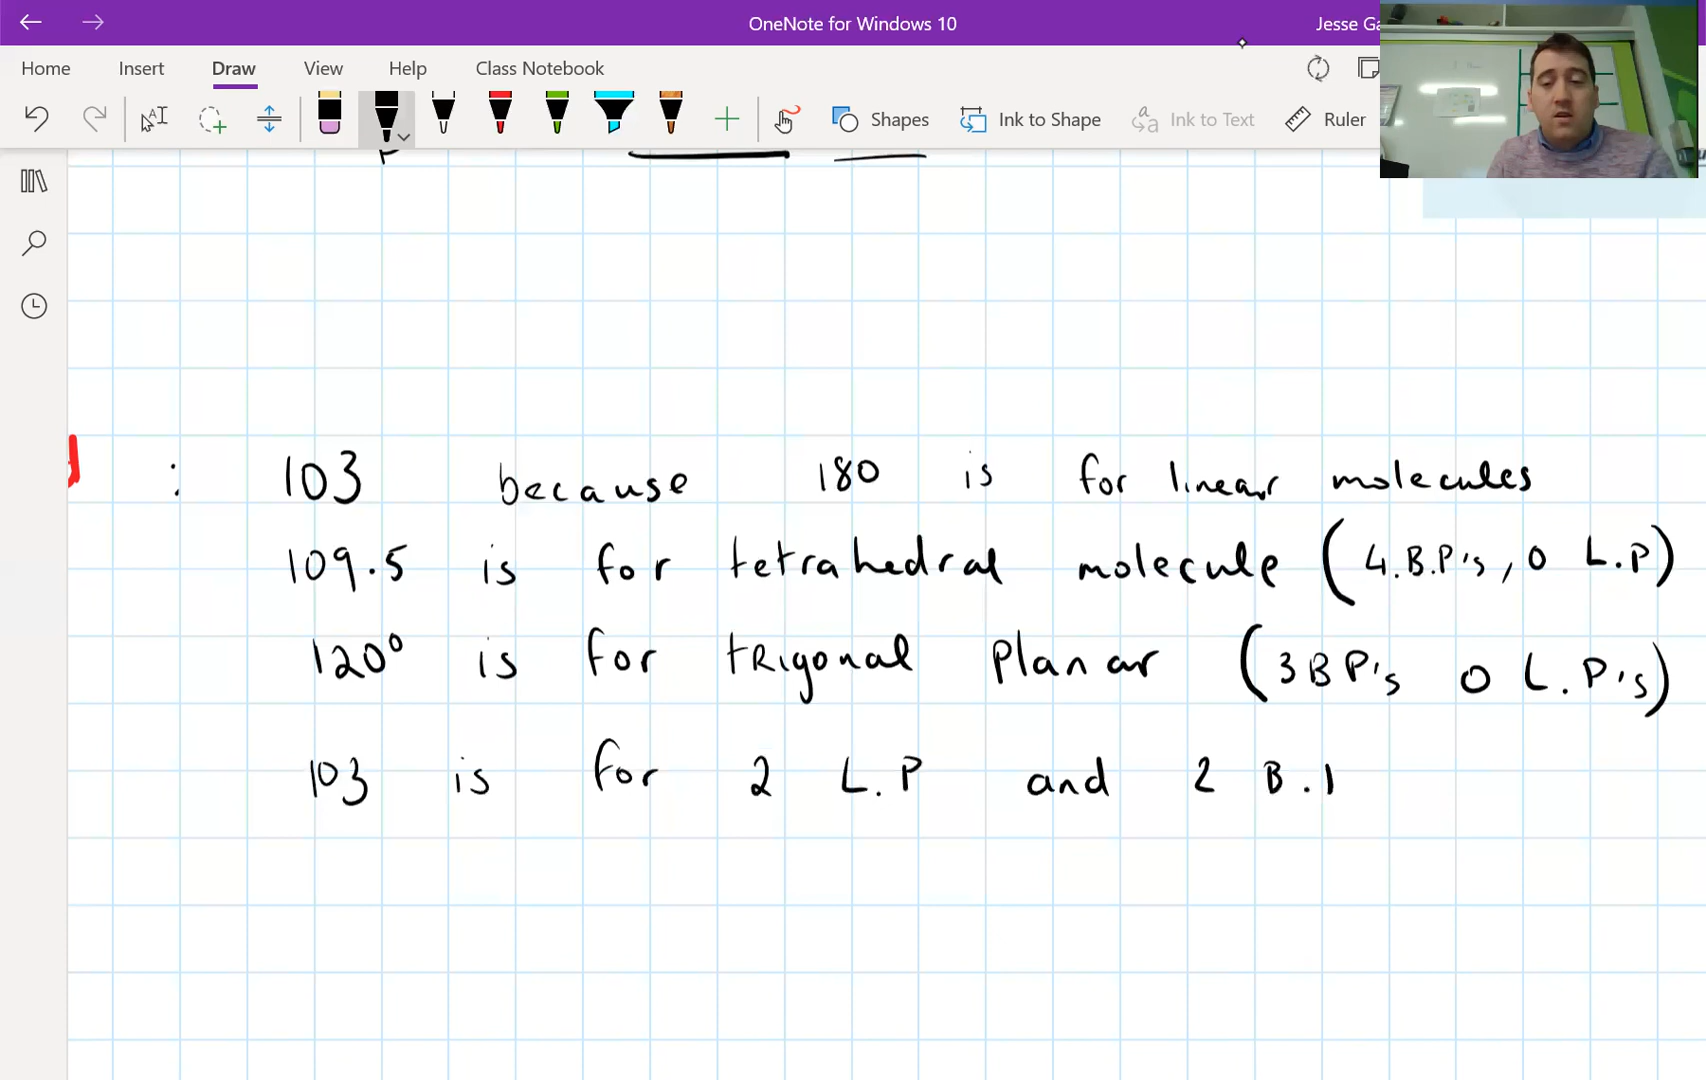 OneNote for Windows 10
Jesse Ga
Home Insert Draw View Help Class Notebook
Shapes Ink to Shape Ink to Text Ruler
: 103 because 180 is for linear molecules
109.5 is for tetrahedral molecule (4.B.P's, 0 L.P)
120° is for trigonal planar (3 B P's 0 L.P's)
103 is for 2 L.P and 2 B.